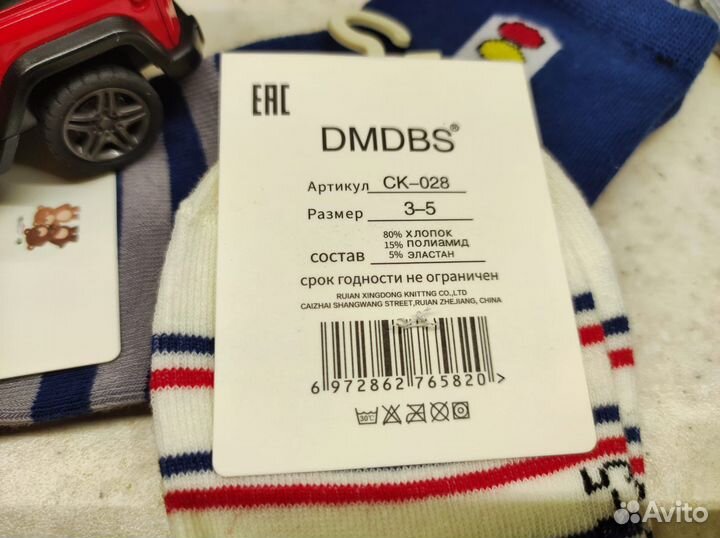 EAC
DMDBS®
Артикул CK-028
Размер 3-5
состав 80% ХЛОПОК
15% ПОЛИАМИД
5% ЭЛАСТАН
срок годности не ограничен
RUIAN XINGDONG KNITTNG CO.,LTD
CAIZHAI SHANGWANG STREET,RUIAN ZHEJIANG, CHINA
6 972862 765820 >
30°C
Avito